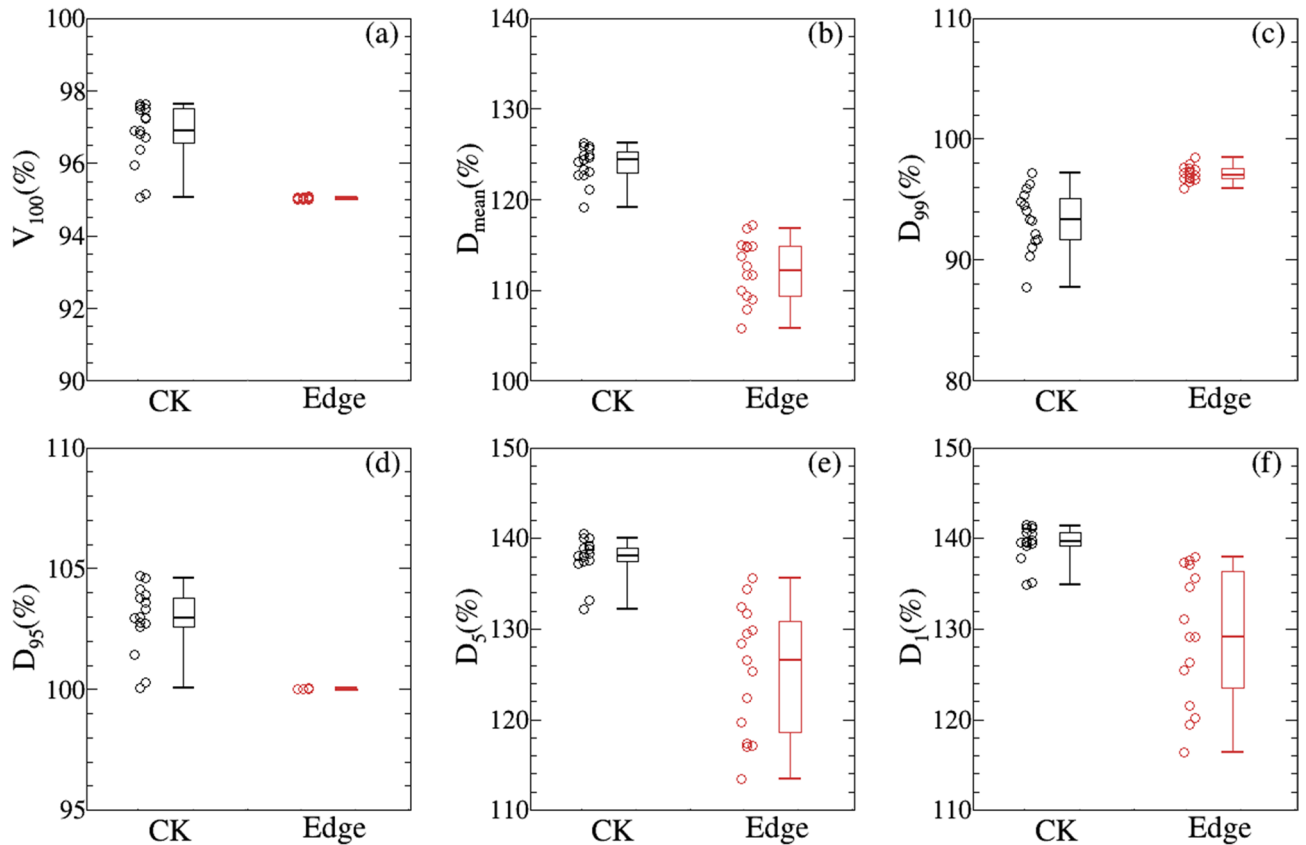 (a)
V100(%)
100
98
96
94
92
90
CK Edge
(b)
Dmean(%)
140
130
120
110
100
CK Edge
(c)
D99(%)
110
100
90
80
CK Edge
(d)
D95(%)
110
105
100
95
CK Edge
(e)
D5(%)
150
140
130
120
110
CK Edge
(f)
D1(%)
150
140
130
120
110
CK Edge